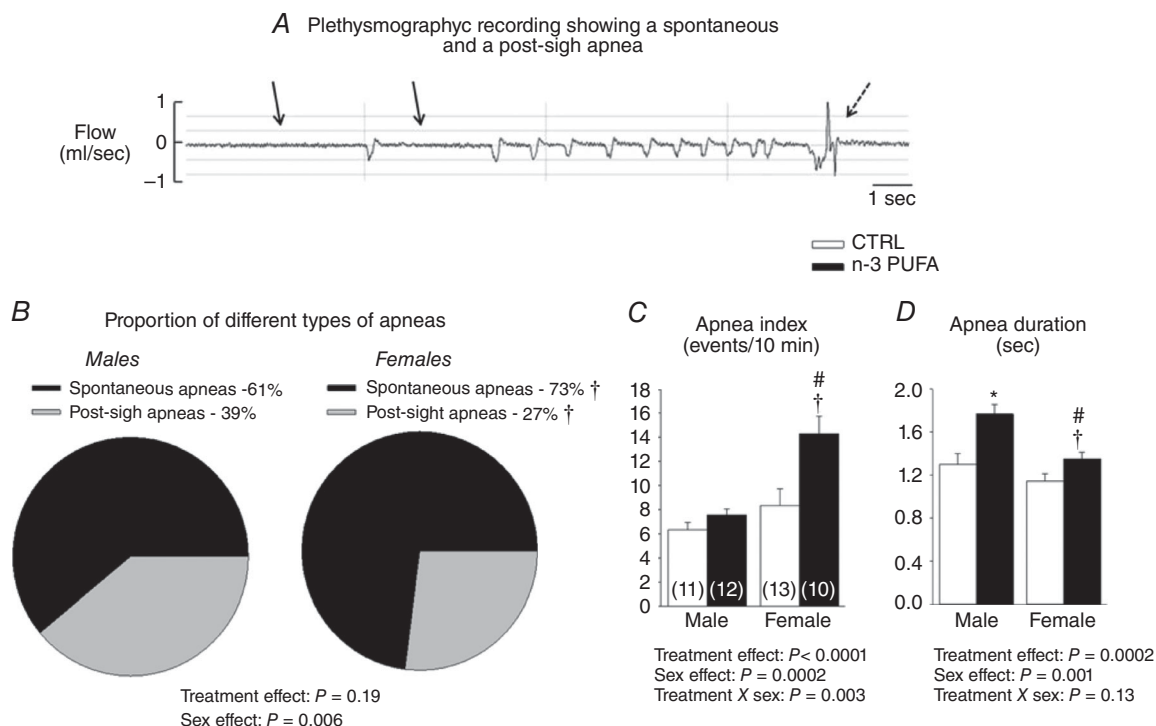 A Plethysmographyc recording showing a spontaneous
and a post-sigh apnea
Flow
(ml/sec)
1
0
–1
1 sec
CTRL
n-3 PUFA
B Proportion of different types of apneas
Males
Spontaneous apneas -61%
Post-sigh apneas - 39%
Females
Spontaneous apneas - 73% †
Post-sight apneas - 27% †
Treatment effect: P = 0.19
Sex effect: P = 0.006
C Apnea index
(events/10 min)
18
16
14
12
10
8
6
4
2
0
#
†
(11) (12) (13) (10)
Male Female
Treatment effect: P< 0.0001
Sex effect: P = 0.0002
Treatment X sex: P = 0.003
D Apnea duration
(sec)
2.0
1.6
1.2
0.8
0.4
0.0
*
#
†
Male Female
Treatment effect: P = 0.0002
Sex effect: P = 0.001
Treatment X sex: P = 0.13